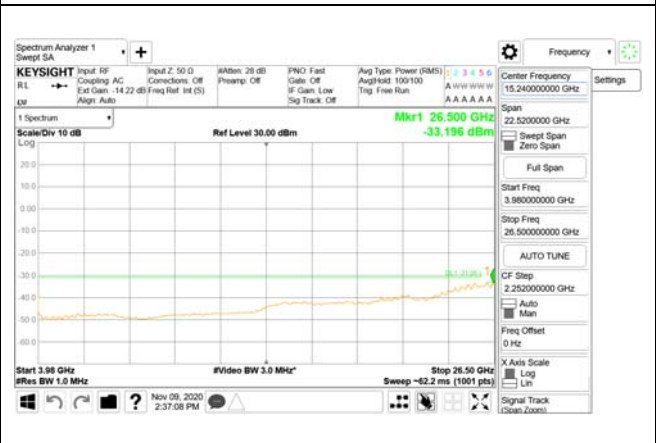 Spectrum Analyzer 1
Swept SA
+
Frequency
KEYSIGHT
RL
Input: RF
Coupling: AC
Ext Gain: -14.22 dB
Align: Auto
Input Z: 50 Ω
Corrections: Off
Freq Ref: Int (S)
#Atten: 28 dB
Preamp: Off
PNO: Fast
Gate: Off
IF Gain: Low
Sig Track: Off
Avg Type: Power (RMS)
Avg|Hold: 100/100
Trig: Free Run
1 2 3 4 5 6
A W W W W W
A A A A A A
1 Spectrum
Scale/Div 10 dB
Log
Ref Level 30.00 dBm
Mkr1 26.500 GHz
-33.196 dBm
20.0
10.0
0.00
-10.0
-20.0
-30.0
-40.0
-50.0
-60.0
1
Start 3.98 GHz
#Res BW 1.0 MHz
#Video BW 3.0 MHz*
Stop 26.50 GHz
Sweep ~62.2 ms (1001 pts)
Nov 09, 2020
2:37:08 PM
Center Frequency
15.240000000 GHz
Settings
Span
22.5200000 GHz
Swept Span
Zero Span
Full Span
Start Freq
3.980000000 GHz
Stop Freq
26.500000000 GHz
AUTO TUNE
CF Step
2.252000000 GHz
Auto
Man
Freq Offset
0 Hz
X Axis Scale
Log
Lin
Signal Track
(Span Zoom)